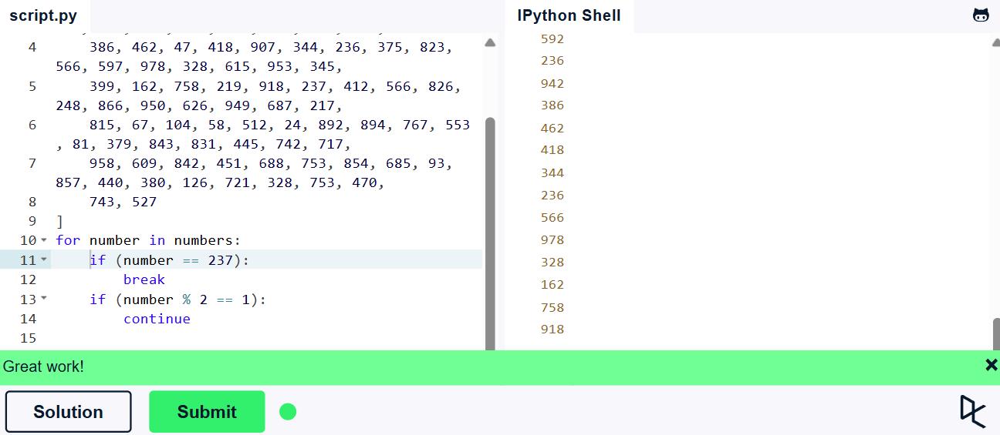 script.py
4 386, 462, 47, 418, 907, 344, 236, 375, 823,
566, 597, 978, 328, 615, 953, 345,
5 399, 162, 758, 219, 918, 237, 412, 566, 826,
248, 866, 950, 626, 949, 687, 217,
6 815, 67, 104, 58, 512, 24, 892, 894, 767, 553
, 81, 379, 843, 831, 445, 742, 717,
7 958, 609, 842, 451, 688, 753, 854, 685, 93,
857, 440, 380, 126, 721, 328, 753, 470,
8 743, 527
9 ]
10 for number in numbers:
11 if (number == 237):
12 break
13 if (number % 2 == 1):
14 continue
15
IPython Shell
592
236
942
386
462
418
344
236
566
978
328
162
758
918
Great work!
Solution
Submit